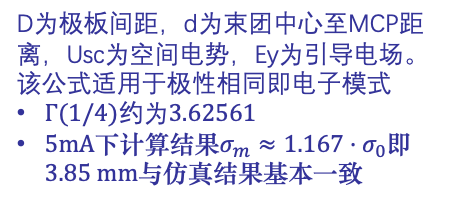 D为极板间距，d为束团中心至MCP距
离，Usc为空间电势，Ey为引导电场。
该公式适用于极性相同即电子模式
• Γ(1/4)约为3.62561
• 5mA下计算结果σₘ ≈ 1.167 · σ₀即
3.85 mm与仿真结果基本一致